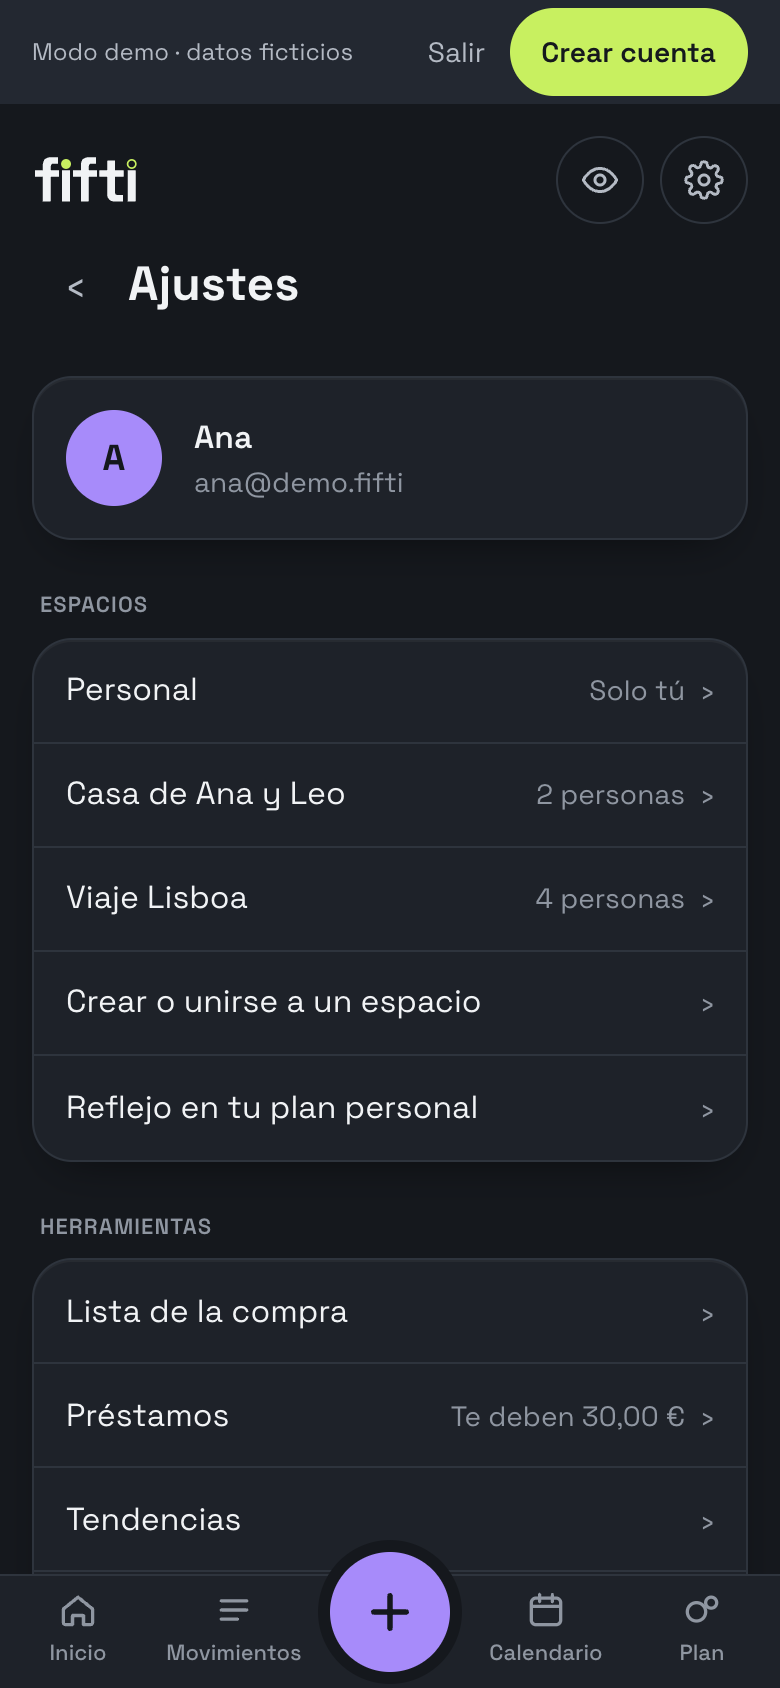 Modo demo · datos ficticios
Salir
Crear cuenta
fifti
< Ajustes
A
Ana
ana@demo.fifti
ESPACIOS
Personal Solo tú >
Casa de Ana y Leo 2 personas >
Viaje Lisboa 4 personas >
Crear o unirse a un espacio >
Reflejo en tu plan personal >
HERRAMIENTAS
Lista de la compra >
Préstamos Te deben 30,00 € >
Tendencias >
+
Inicio
Movimientos
Calendario
Plan